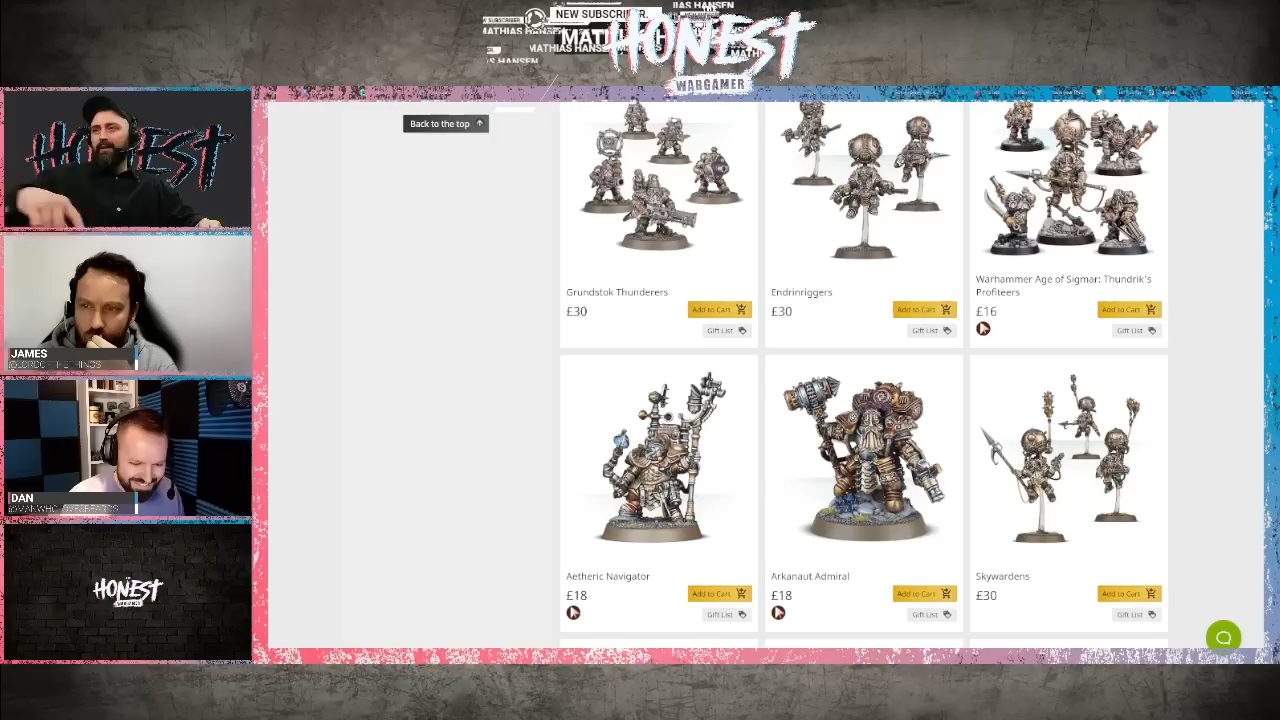 NEW SUBSCRIBER.
MATHIAS HANSEN
HONEST
WARGAMER
HONEST
JAMES
DAN
HONEST
WARGAMER
Back to the top
Grundstok Thunderers
£30
Add to Cart
Gift List
Endrinriggers
£30
Add to Cart
Gift List
Warhammer Age of Sigmar: Thundrik's
Profiteers
£16
Add to Cart
Gift List
Aetheric Navigator
£18
Add to Cart
Gift List
Arkanaut Admiral
£18
Add to Cart
Gift List
Skywardens
£30
Add to Cart
Gift List